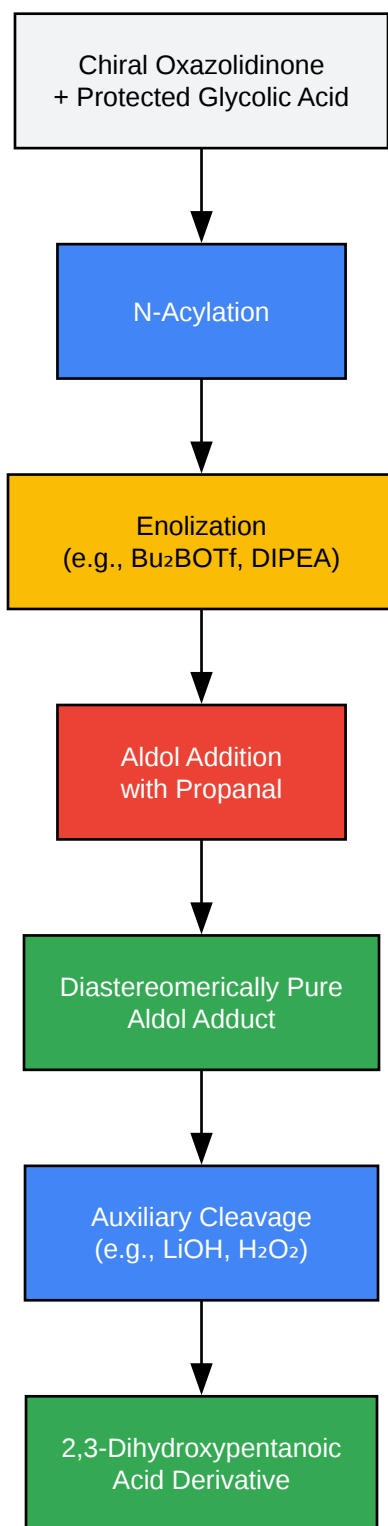 Chiral Oxazolidinone
+ Protected Glycolic Acid
N-Acylation
Enolization
(e.g., Bu₂BOTf, DIPEA)
Aldol Addition
with Propanal
Diastereomerically Pure
Aldol Adduct
Auxiliary Cleavage
(e.g., LiOH, H₂O₂)
2,3-Dihydroxypentanoic
Acid Derivative